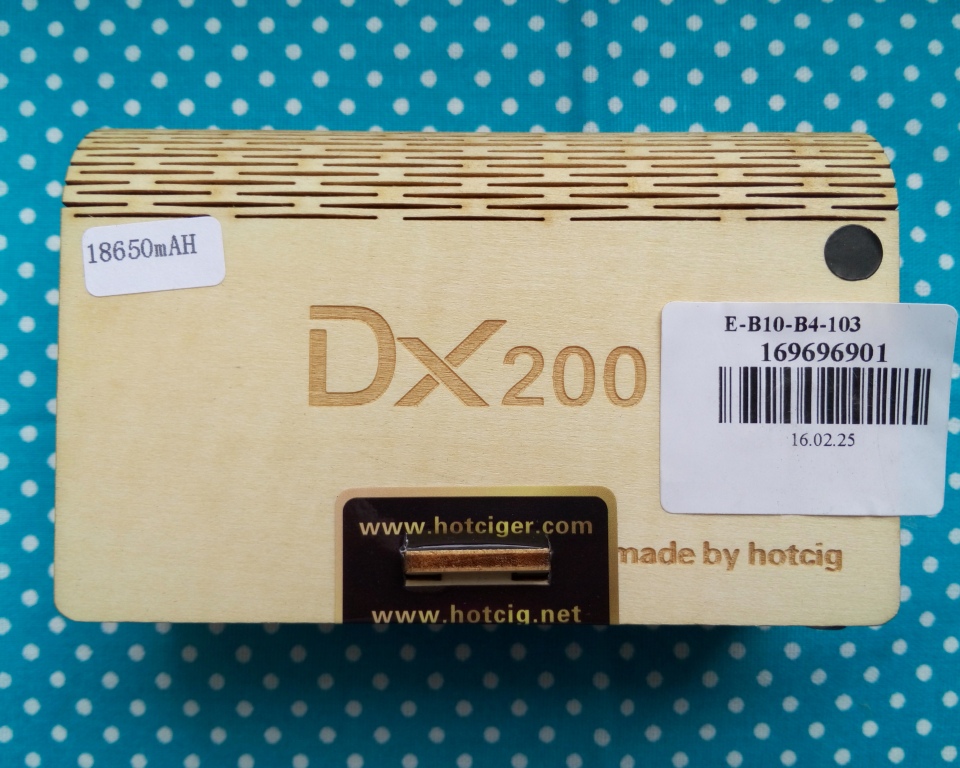 18650mAH
DX200
E-B10-B4-103
169696901
16.02.25
www.hotciger.com
made by hotcig
www.hotcig.net